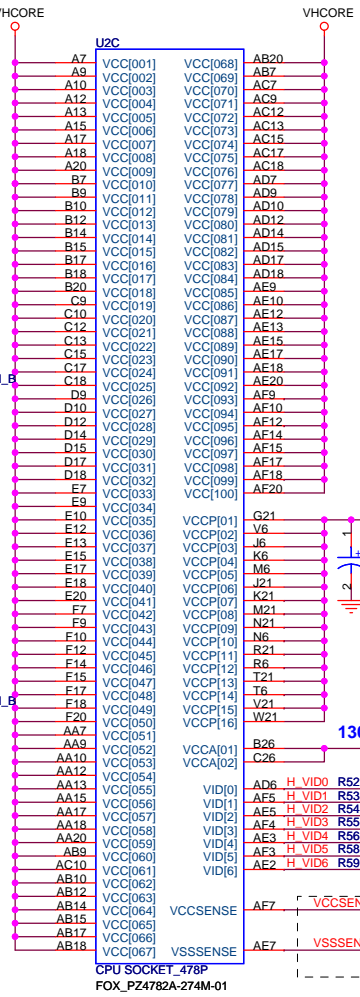 VHCORE VHCORE
U2C
A7 VCC[001] VCC[068] AB20
A9 VCC[002] VCC[069] AB7
A10 VCC[003] VCC[070] AC7
A12 VCC[004] VCC[071] AC9
A13 VCC[005] VCC[072] AC12
A15 VCC[006] VCC[073] AC13
A17 VCC[007] VCC[074] AC15
A18 VCC[008] VCC[075] AC17
A20 VCC[009] VCC[076] AC18
B7 VCC[010] VCC[077] AD7
B9 VCC[011] VCC[078] AD9
B10 VCC[012] VCC[079] AD10
B12 VCC[013] VCC[080] AD12
B14 VCC[014] VCC[081] AD14
B15 VCC[015] VCC[082] AD15
B17 VCC[016] VCC[083] AD17
B18 VCC[017] VCC[084] AD18
B20 VCC[018] VCC[085] AE9
C9 VCC[019] VCC[086] AE10
C10 VCC[020] VCC[087] AE12
C12 VCC[021] VCC[088] AE13
C13 VCC[022] VCC[089] AE15
C15 VCC[023] VCC[090] AE17
C17 VCC[024] VCC[091] AE18
C18 VCC[025] VCC[092] AE20
D9 VCC[026] VCC[093] AF9
D10 VCC[027] VCC[094] AF10
D12 VCC[028] VCC[095] AF12
D14 VCC[029] VCC[096] AF14
D15 VCC[030] VCC[097] AF15
D17 VCC[031] VCC[098] AF17
D18 VCC[032] VCC[099] AF18
E7 VCC[033] VCC[100] AF20
E9 VCC[034]
E10 VCC[035] VCCP[01] G21
E12 VCC[036] VCCP[02] V6
E13 VCC[037] VCCP[03] J6
E15 VCC[038] VCCP[04] K6
E17 VCC[039] VCCP[05] M6
E18 VCC[040] VCCP[06] J21
E20 VCC[041] VCCP[07] K21
F7 VCC[042] VCCP[08] M21
F9 VCC[043] VCCP[09] N21
F10 VCC[044] VCCP[10] N6
F12 VCC[045] VCCP[11] R21
F14 VCC[046] VCCP[12] R6
F15 VCC[047] VCCP[13] T21
F17 VCC[048] VCCP[14] T6
F18 VCC[049] VCCP[15] V21
F20 VCC[050] VCCP[16] W21
AA7 VCC[051]
AA9 VCC[052] VCCA[01] B26
AA10 VCC[053] VCCA[02] C26
AA12 VCC[054]
AA13 VCC[055] VID[0] AD6 H_VID0 R52
AA15 VCC[056] VID[1] AF5 H_VID1 R53
AA17 VCC[057] VID[2] AE5 H_VID2 R54
AA18 VCC[058] VID[3] AF4 H_VID3 R55
AA20 VCC[059] VID[4] AE3 H_VID4 R56
AB9 VCC[060] VID[5] AF3 H_VID5 R58
AC10 VCC[061] VID[6] AE2 H_VID6 R59
AB10 VCC[062]
AB12 VCC[063]
AB14 VCC[064] VCCSENSE AF7 VCCSEN
AB15 VCC[065]
AB17 VCC[066]
AB18 VCC[067] VSSSENSE AE7 VSSSEN
CPU SOCKET_478P
FOX_PZ4782A-274M-01
1
+
2